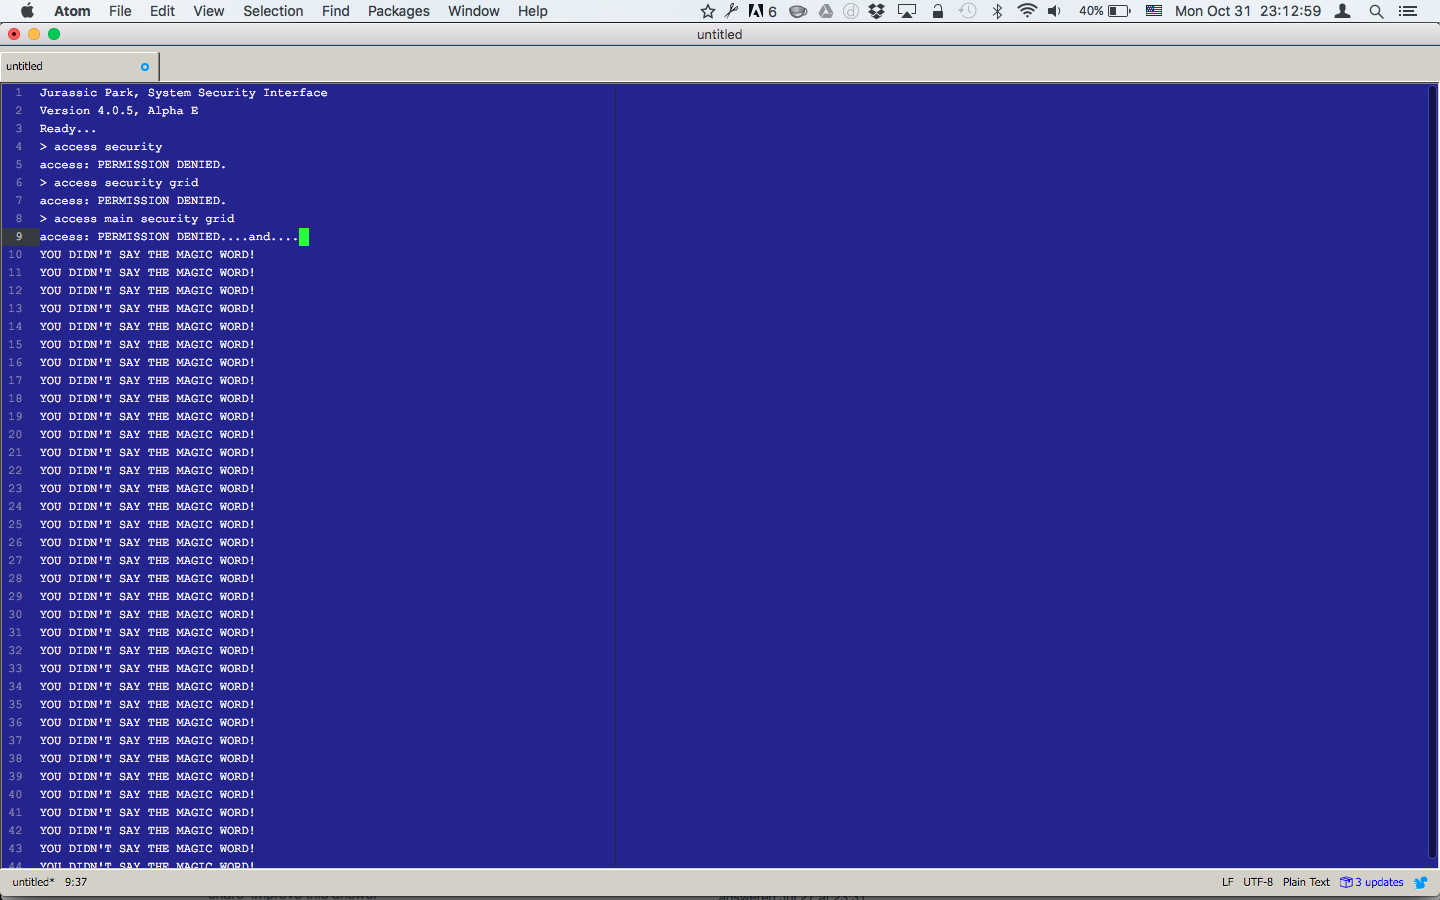 Atom File Edit View Selection Find Packages Window Help 6 40% Mon Oct 31 23:12:59
untitled
untitled
1 Jurassic Park, System Security Interface
2 Version 4.0.5, Alpha E
3 Ready...
4 > access security
5 access: PERMISSION DENIED.
6 > access security grid
7 access: PERMISSION DENIED.
8 > access main security grid
9 access: PERMISSION DENIED....and....
10 YOU DIDN'T SAY THE MAGIC WORD!
11 YOU DIDN'T SAY THE MAGIC WORD!
12 YOU DIDN'T SAY THE MAGIC WORD!
13 YOU DIDN'T SAY THE MAGIC WORD!
14 YOU DIDN'T SAY THE MAGIC WORD!
15 YOU DIDN'T SAY THE MAGIC WORD!
16 YOU DIDN'T SAY THE MAGIC WORD!
17 YOU DIDN'T SAY THE MAGIC WORD!
18 YOU DIDN'T SAY THE MAGIC WORD!
19 YOU DIDN'T SAY THE MAGIC WORD!
20 YOU DIDN'T SAY THE MAGIC WORD!
21 YOU DIDN'T SAY THE MAGIC WORD!
22 YOU DIDN'T SAY THE MAGIC WORD!
23 YOU DIDN'T SAY THE MAGIC WORD!
24 YOU DIDN'T SAY THE MAGIC WORD!
25 YOU DIDN'T SAY THE MAGIC WORD!
26 YOU DIDN'T SAY THE MAGIC WORD!
27 YOU DIDN'T SAY THE MAGIC WORD!
28 YOU DIDN'T SAY THE MAGIC WORD!
29 YOU DIDN'T SAY THE MAGIC WORD!
30 YOU DIDN'T SAY THE MAGIC WORD!
31 YOU DIDN'T SAY THE MAGIC WORD!
32 YOU DIDN'T SAY THE MAGIC WORD!
33 YOU DIDN'T SAY THE MAGIC WORD!
34 YOU DIDN'T SAY THE MAGIC WORD!
35 YOU DIDN'T SAY THE MAGIC WORD!
36 YOU DIDN'T SAY THE MAGIC WORD!
37 YOU DIDN'T SAY THE MAGIC WORD!
38 YOU DIDN'T SAY THE MAGIC WORD!
39 YOU DIDN'T SAY THE MAGIC WORD!
40 YOU DIDN'T SAY THE MAGIC WORD!
41 YOU DIDN'T SAY THE MAGIC WORD!
42 YOU DIDN'T SAY THE MAGIC WORD!
43 YOU DIDN'T SAY THE MAGIC WORD!
44 YOU DIDN'T SAY THE MAGIC WORD!
untitled* 9:37 LF UTF-8 Plain Text 3 updates